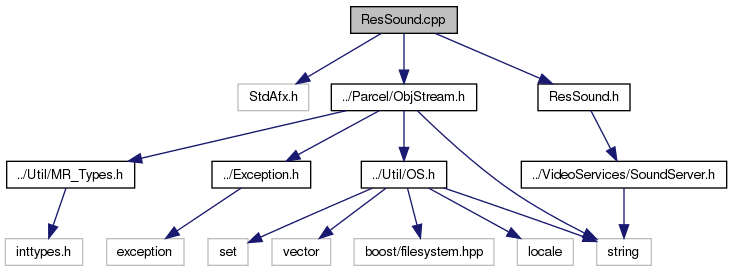 ResSound.cpp
StdAfx.h
../Parcel/ObjStream.h
ResSound.h
../Util/MR_Types.h
../Exception.h
../Util/OS.h
../VideoServices/SoundServer.h
inttypes.h
exception
set
vector
boost/filesystem.hpp
locale
string